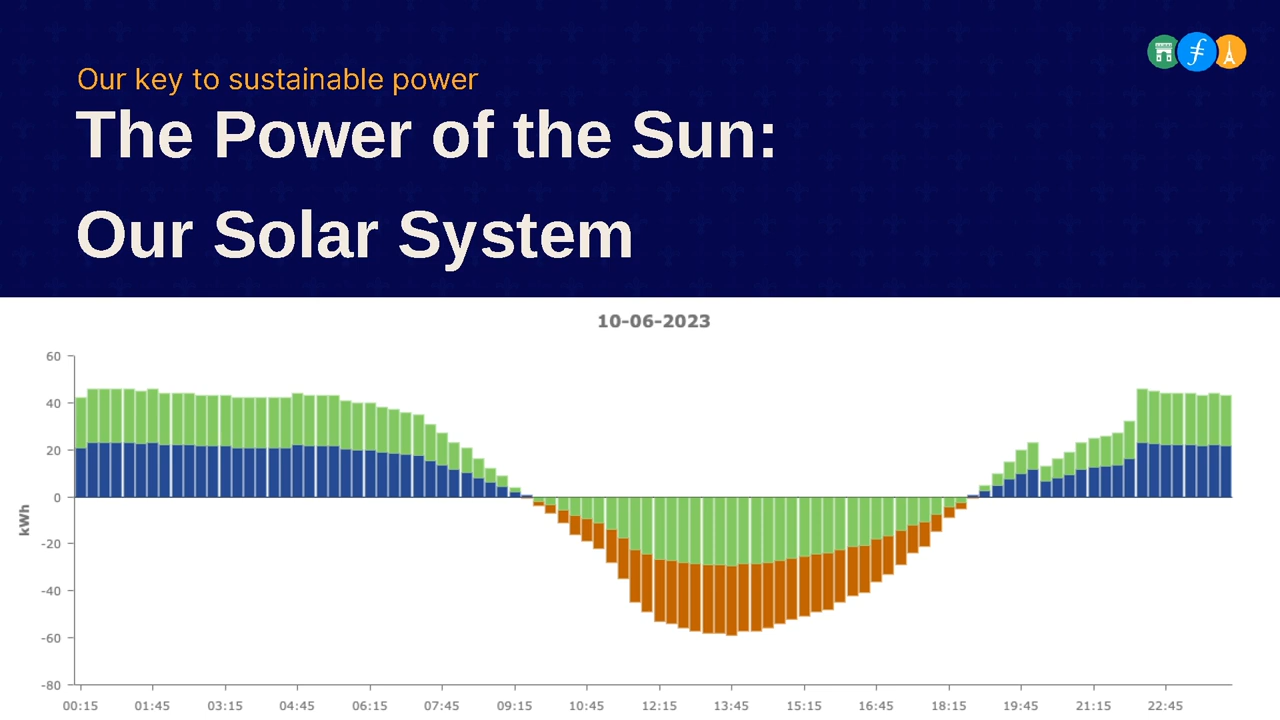 Our key to sustainable power
The Power of the Sun:
Our Solar System
10-06-2023
60
40
20
0
-20
-40
-60
-80
kWh
00:15 01:45 03:15 04:45 06:15 07:45 09:15 10:45 12:15 13:45 15:15 16:45 18:15 19:45 21:15 22:45